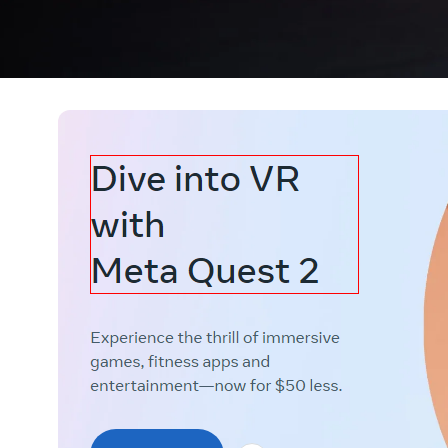 Dive into VR
with
Meta Quest 2
Experience the thrill of immersive
games, fitness apps and
entertainment—now for $50 less.